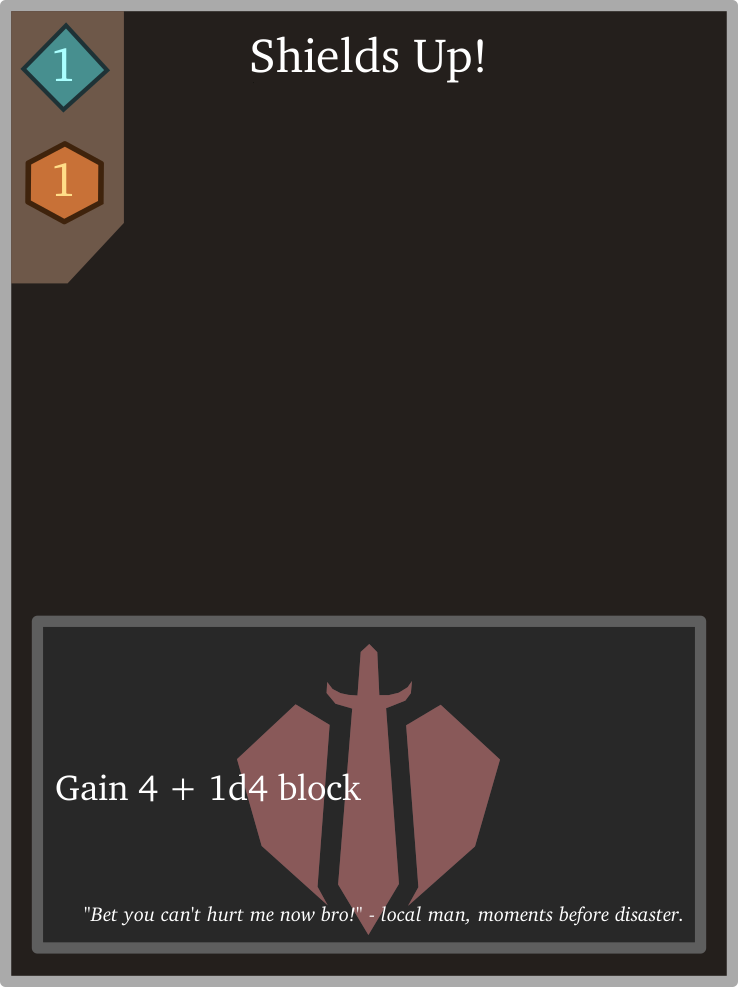 1
Shields Up!
1
Gain 4 + 1d4 block
"Bet you can't hurt me now bro!" - local man, moments before disaster.